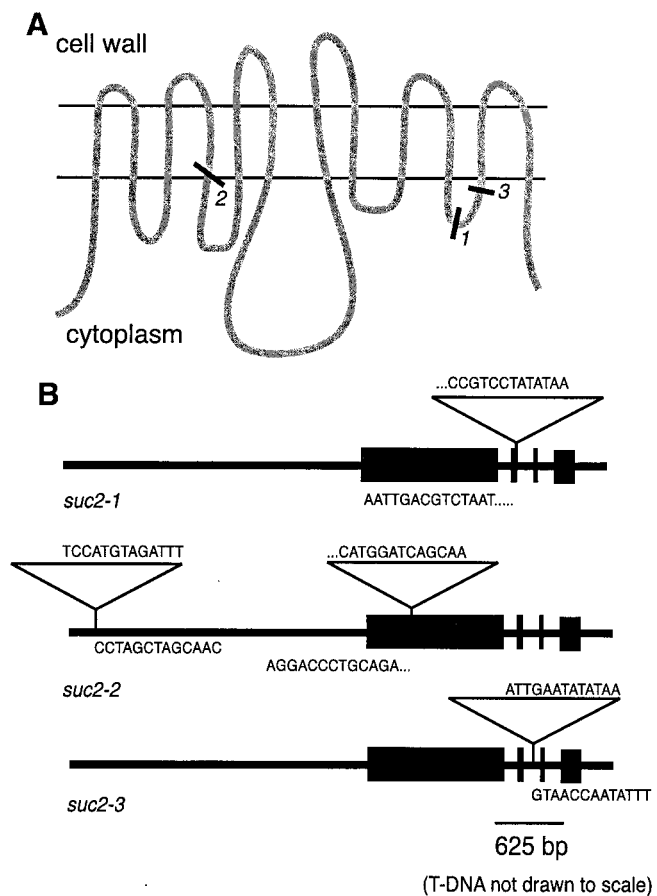 A
cell wall
2
3
1
cytoplasm
B
...CCGTCCTATATAA
suc2-1
AATTGACGTCTAAT.....
TCCATGTAGATTT
...CATGGATCAGCAA
CCTAGCTAGCAAC
AGGACCCTGCAGA...
suc2-2
ATTGAATATATAA
suc2-3
GTAACCAATATTT
625 bp
(T-DNA not drawn to scale)